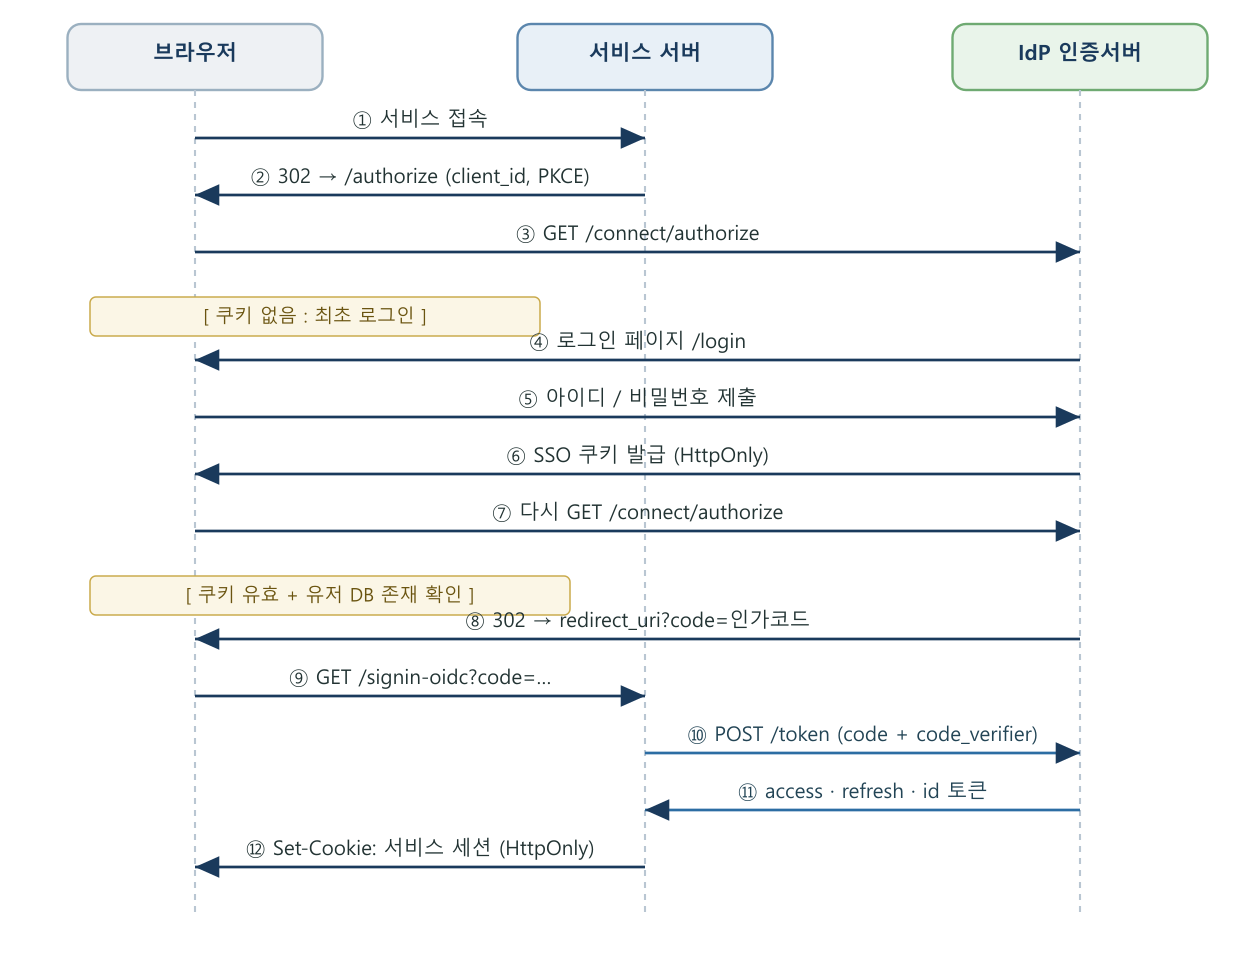 브라우저
서비스 서버
IdP 인증서버
① 서비스 접속
② 302 → /authorize (client_id, PKCE)
③ GET /connect/authorize
[ 쿠키 없음 : 최초 로그인 ]
④ 로그인 페이지 /login
⑤ 아이디 / 비밀번호 제출
⑥ SSO 쿠키 발급 (HttpOnly)
⑦ 다시 GET /connect/authorize
[ 쿠키 유효 + 유저 DB 존재 확인 ]
⑧ 302 → redirect_uri?code=인가코드
⑨ GET /signin-oidc?code=...
⑩ POST /token (code + code_verifier)
⑪ access · refresh · id 토큰
⑫ Set-Cookie: 서비스 세션 (HttpOnly)